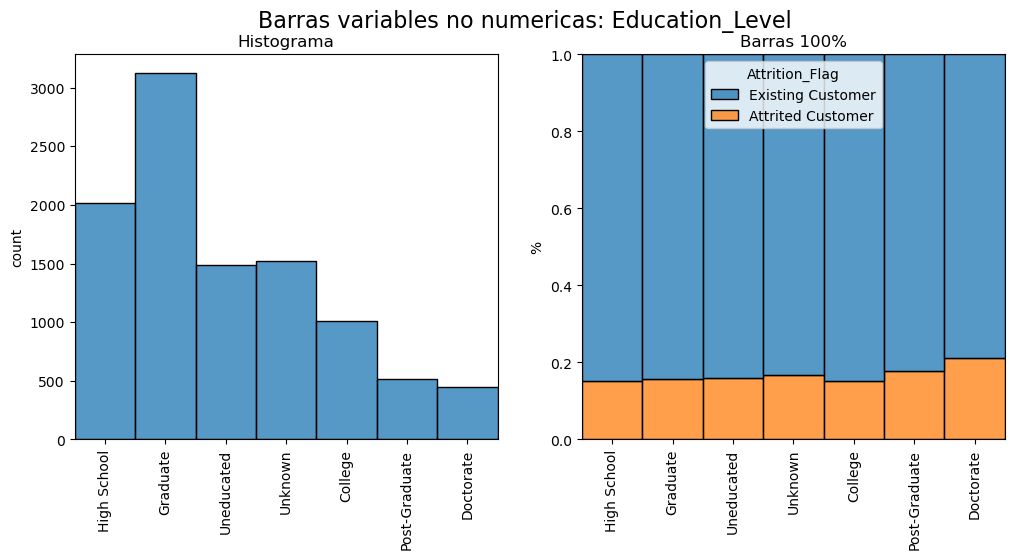 Barras variables no numericas: Education_Level
Histograma
count
3000
2500
2000
1500
1000
500
0
High School
Graduate
Uneducated
Unknown
College
Post-Graduate
Doctorate
Barras 100%
%
1.0
0.8
0.6
0.4
0.2
0.0
Attrition_Flag
Existing Customer
Attrited Customer
High School
Graduate
Uneducated
Unknown
College
Post-Graduate
Doctorate